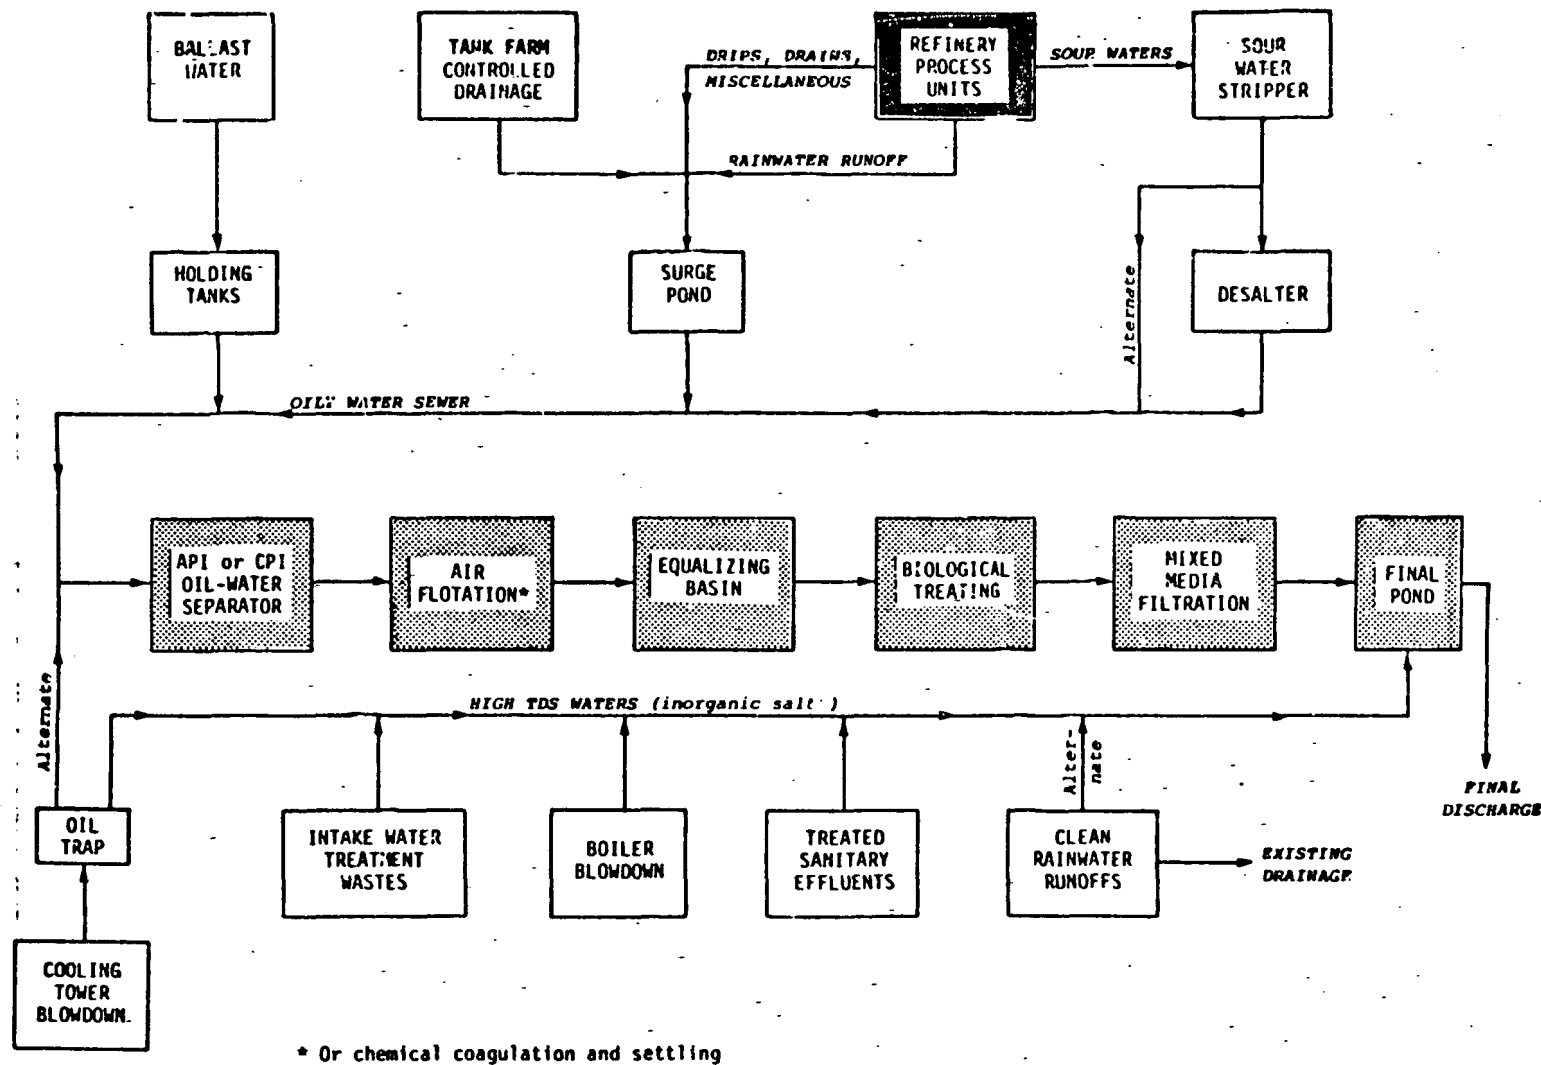 BALLAST
WATER
TANK FARM
CONTROLLED
DRAINAGE
DRIPS, DRAINS,
MISCELLANEOUS
REFINERY
PROCESS
UNITS
SOUR WATERS
SOUR
WATER
STRIPPER
RAINWATER RUNOFF
HOLDING
TANKS
SURGE
POND
Alternate
DESALTER
OILY WATER SEWER
API or CPI
OIL-WATER
SEPARATOR
AIR
FLOTATION*
EQUALIZING
BASIN
BIOLOGICAL
TREATING
MIXED
MEDIA
FILTRATION
FINAL
POND
Alternate
HIGH TDS WATERS (inorganic salt )
Alter-
nate
FINAL
DISCHARGE
OIL
TRAP
INTAKE WATER
TREATMENT
WASTES
BOILER
BLOWDOWN
TREATED
SANITARY
EFFLUENTS
CLEAN
RAINWATER
RUNOFFS
EXISTING
DRAINAGE
COOLING
TOWER
BLOWDOWN
* Or chemical coagulation and settling